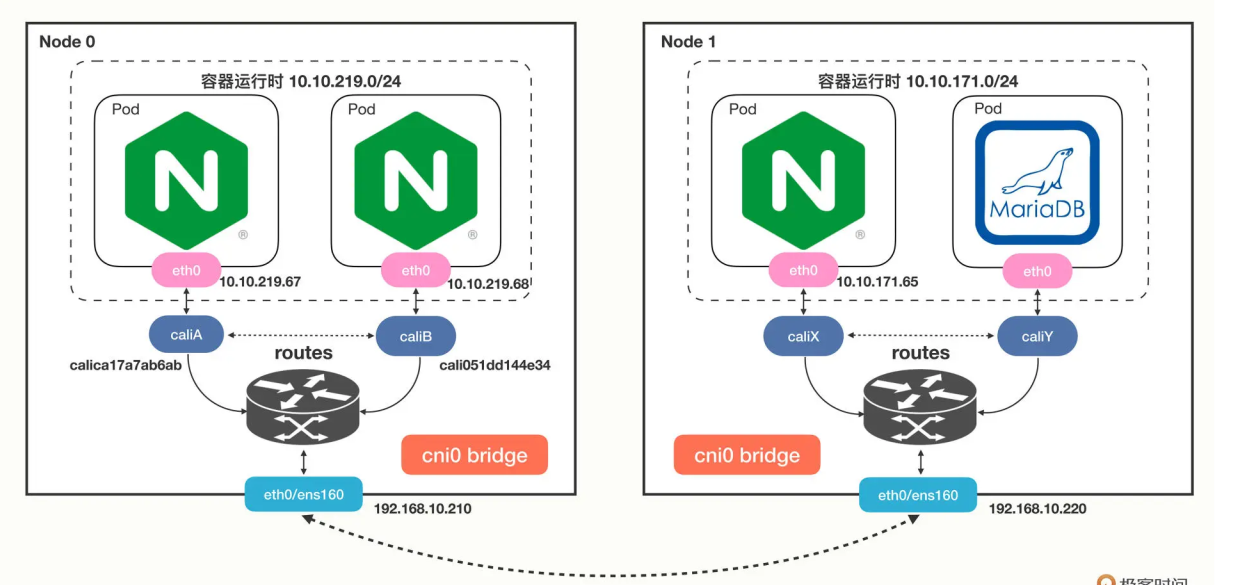 Node 0
容器运行时 10.10.219.0/24
Pod
Pod
N
®
N
®
eth0
10.10.219.67
eth0
10.10.219.68
caliA
caliB
calica17a7ab6ab
routes
cali051dd144e34
cni0 bridge
eth0/ens160
192.168.10.210
Node 1
容器运行时 10.10.171.0/24
Pod
Pod
N
®
MariaDB
eth0
10.10.171.65
eth0
caliX
caliY
routes
cni0 bridge
eth0/ens160
192.168.10.220
极客时间